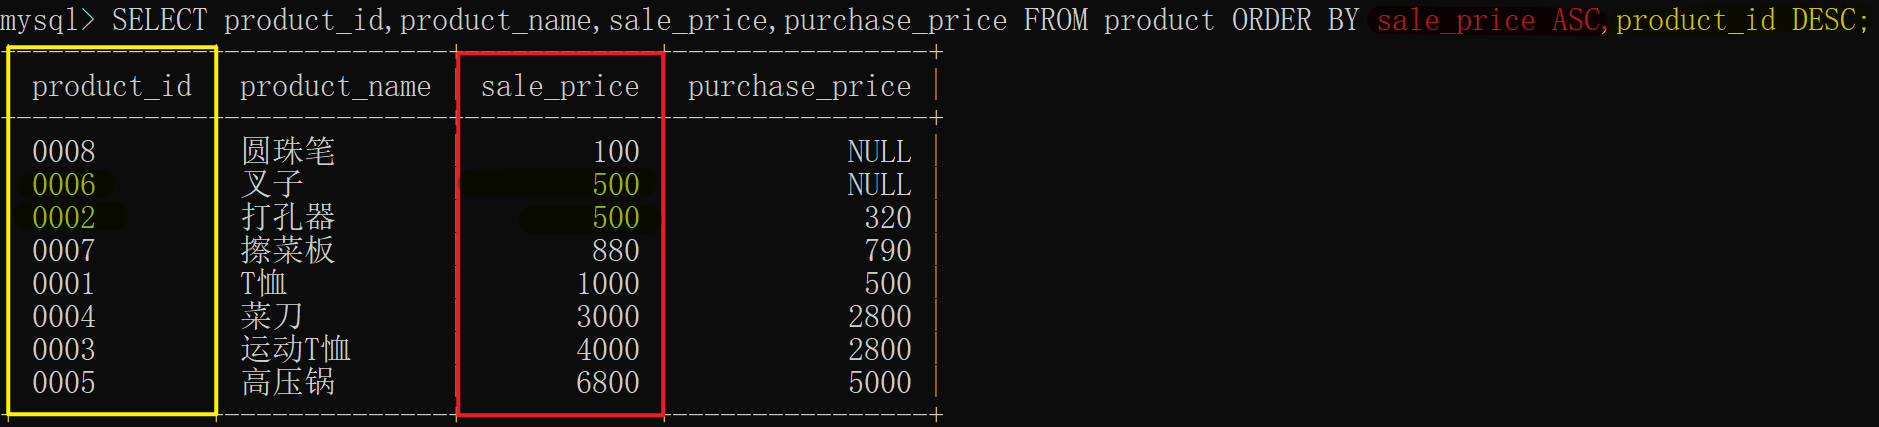 mysql> SELECT product_id,product_name,sale_price,purchase_price FROM product ORDER BY sale_price ASC,product_id DESC;
product_id product_name sale_price purchase_price
0008 圆珠笔 100 NULL
0006 叉子 500 NULL
0002 打孔器 500 320
0007 擦菜板 880 790
0001 T恤 1000 500
0004 菜刀 3000 2800
0003 运动T恤 4000 2800
0005 高压锅 6800 5000